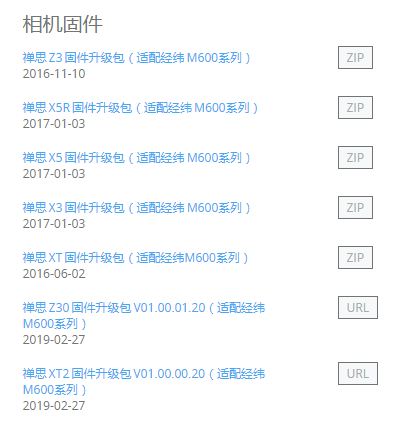 相机固件
禅思 Z3 固件升级包（适配经纬 M600系列）
ZIP
2016-11-10
禅思 X5R 固件升级包（适配经纬 M600系列）
ZIP
2017-01-03
禅思 X5 固件升级包（适配经纬 M600系列）
ZIP
2017-01-03
禅思 X3 固件升级包（适配经纬 M600系列）
ZIP
2017-01-03
禅思 XT 固件升级包（适配经纬M600系列）
ZIP
2016-06-02
禅思 Z30 固件升级包 V01.00.01.20（适配经纬
M600系列）
URL
2019-02-27
禅思 XT2 固件升级包 V01.00.00.20（适配经纬
M600系列）
URL
2019-02-27